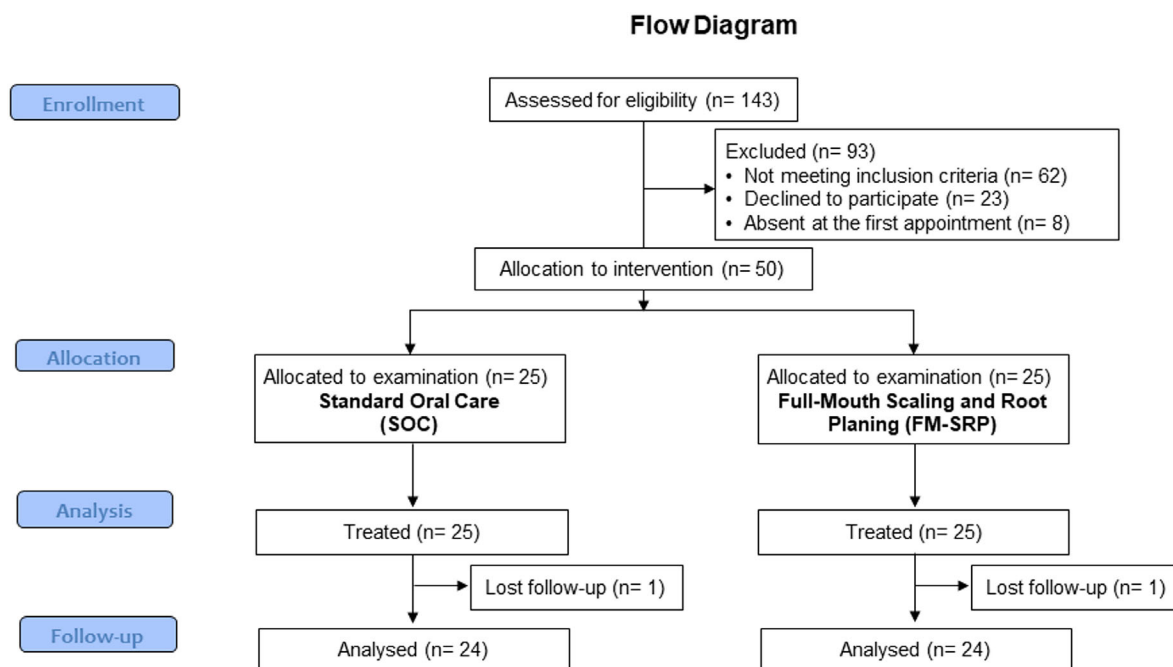 Flow Diagram
Enrollment
Assessed for eligibility (n= 143)
Excluded (n= 93)
• Not meeting inclusion criteria (n= 62)
• Declined to participate (n= 23)
• Absent at the first appointment (n= 8)
Allocation to intervention (n= 50)
Allocation
Allocated to examination (n= 25)
Standard Oral Care
(SOC)
Allocated to examination (n= 25)
Full-Mouth Scaling and Root
Planing (FM-SRP)
Analysis
Treated (n= 25)
Treated (n= 25)
Lost follow-up (n= 1)
Lost follow-up (n= 1)
Follow-up
Analysed (n= 24)
Analysed (n= 24)